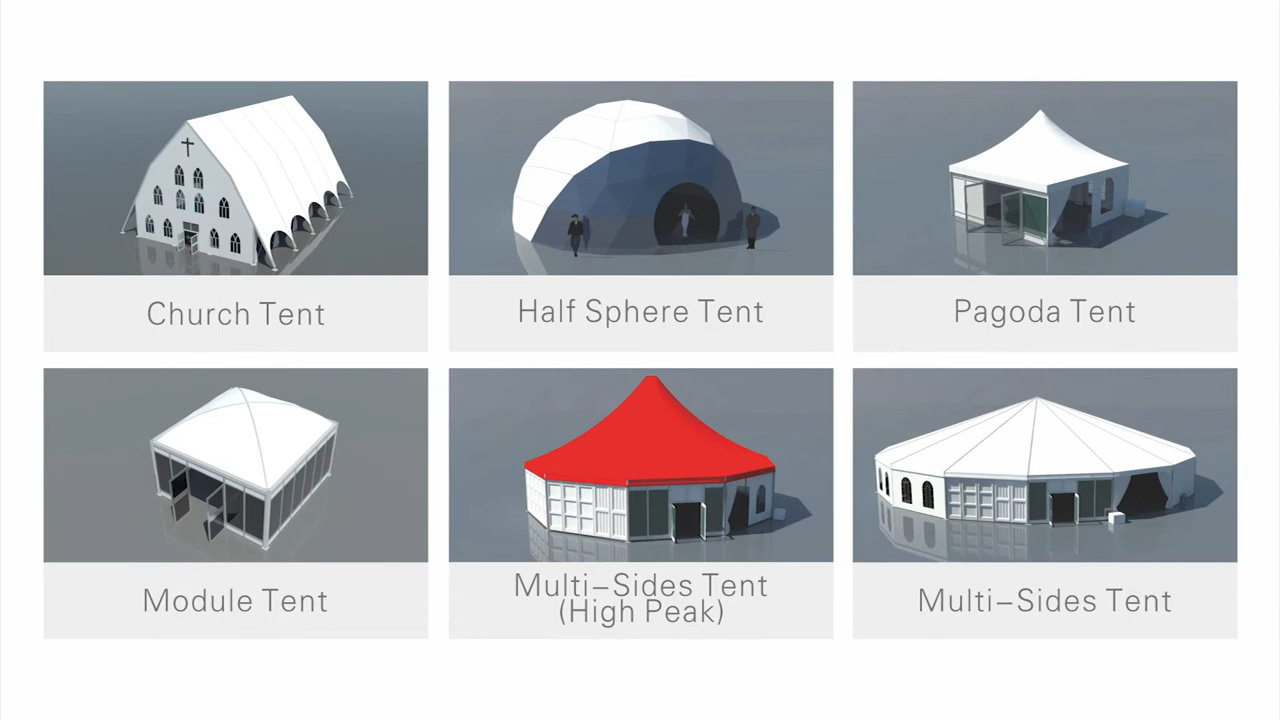 Church Tent
Half Sphere Tent
Pagoda Tent
Module Tent
Multi–Sides Tent
(High Peak)
Multi–Sides Tent